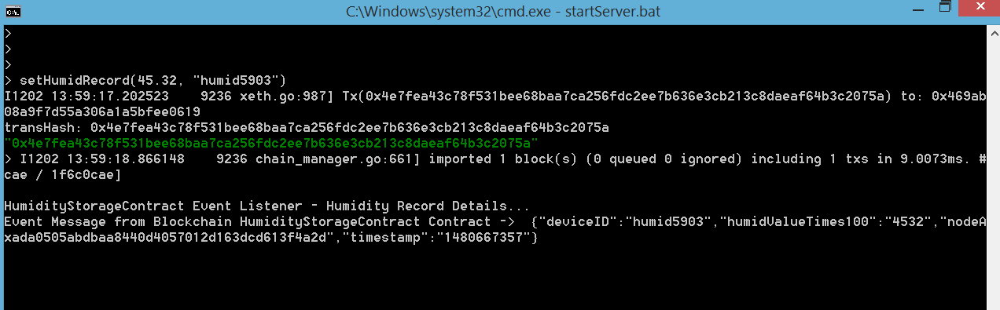 C:\Windows\system32\cmd.exe - startServer.bat
>
>
>
> setHumidRecord(45.32, "humid5903")
I1202 13:59:17.202523    9236 xeth.go:987] Tx(0x4e7fea43c78f531bee68baa7ca256fdc2ee7b636e3cb213c8daeaf64b3c2075a) to: 0x469ab
08a9f7d55a306a1a5bfee0619
transHash: 0x4e7fea43c78f531bee68baa7ca256fdc2ee7b636e3cb213c8daeaf64b3c2075a
"0x4e7fea43c78f531bee68baa7ca256fdc2ee7b636e3cb213c8daeaf64b3c2075a"
> I1202 13:59:18.866148    9236 chain_manager.go:661] imported 1 block(s) (0 queued 0 ignored) including 1 txs in 9.0073ms. #
cae / 1f6c0cae]
HumidityStorageContract Event Listener - Humidity Record Details...
Event Message from Blockchain HumidityStorageContract Contract ->  {"deviceID":"humid5903","humidValueTimes100":"4532","nodeA
xada0505abdbaa8440d4057012d163dcd613f4a2d","timestamp":"1480667357"}